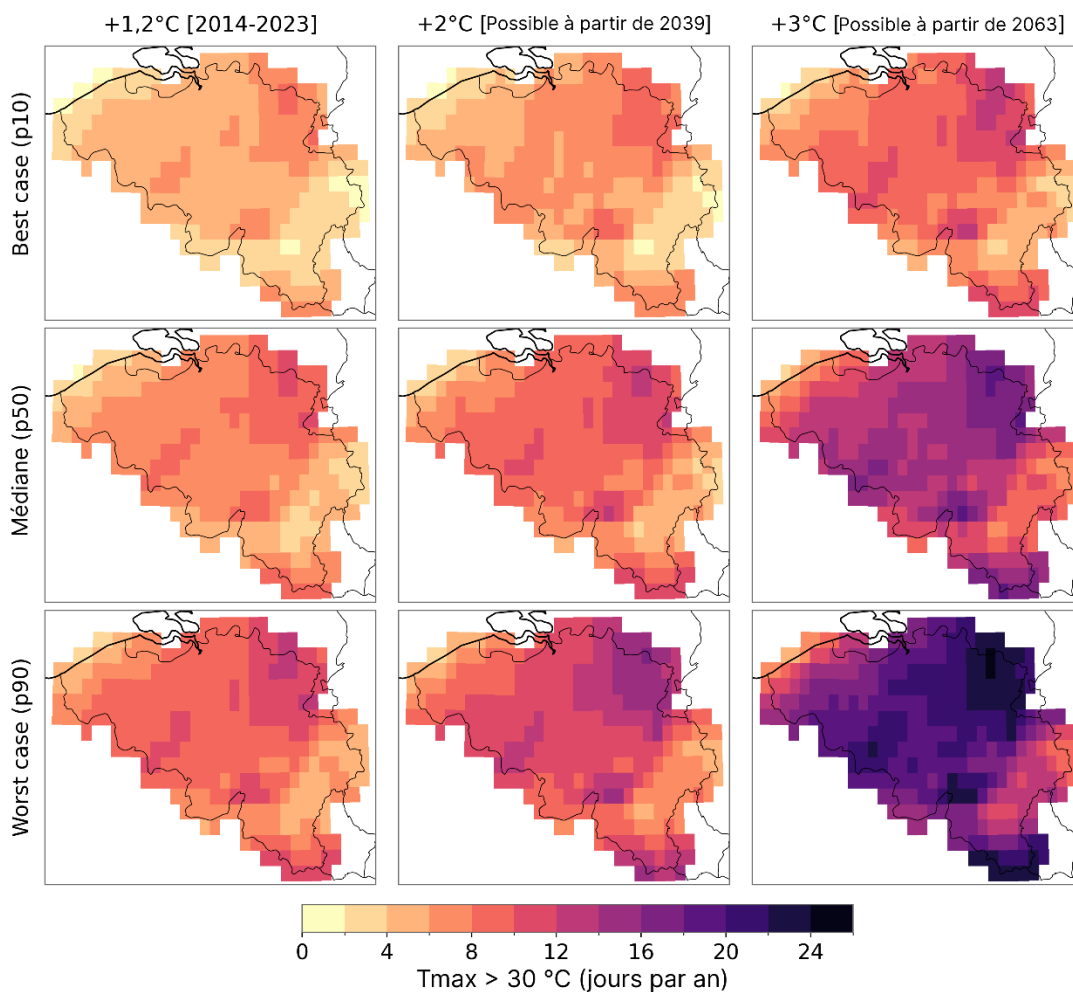 +1,2°C [2014-2023]
+2°C [Possible à partir de 2039]
+3°C [Possible à partir de 2063]
Best case (p10)
Médiane (p50)
Worst case (p90)
0 4 8 12 16 20 24
Tmax > 30 °C (jours par an)